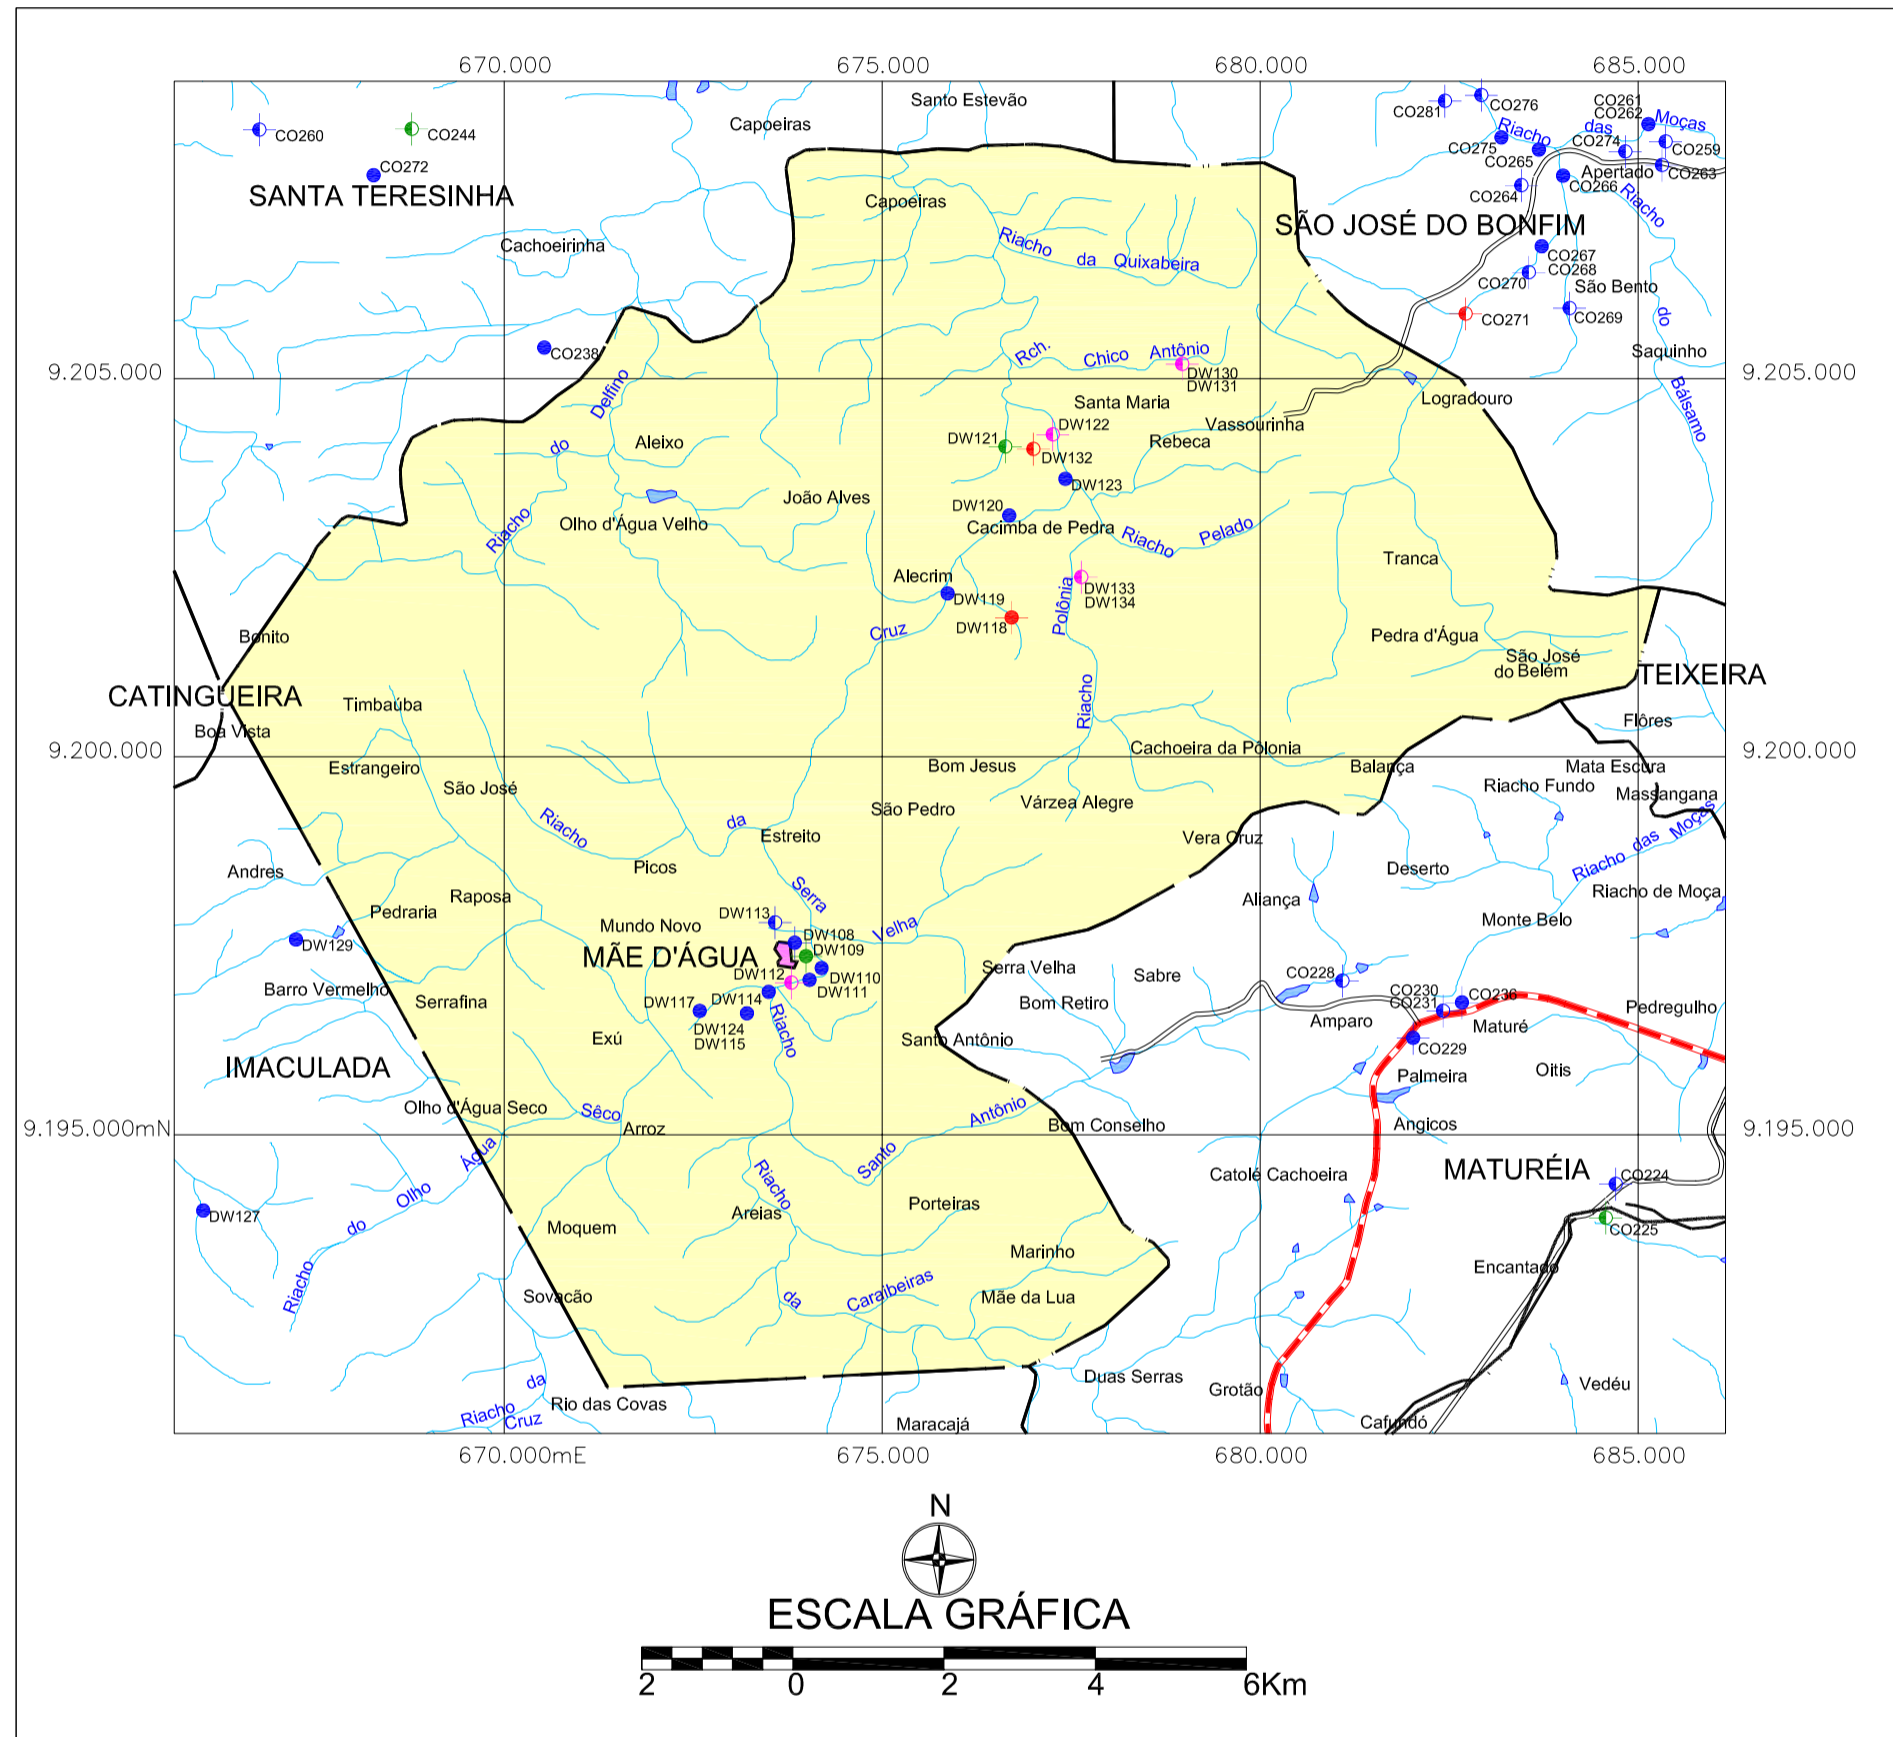 670.000
675.000
680.000
685.000
Santo Estevão
Capoeiras
CO281
CO276
CO261
CO262
Moças
das
Riacho
CO260
CO244
CO275
CO274
CO259
CO265
CO272
Apertado
CO263
CO266
CO264
SANTA TERESINHA
Capoeiras
Riacho
SÃO JOSÉ DO BONFIM
Cachoeirinha
Riacho
da
Quixabeira
CO267
CO268
CO270
São Bento
do
CO271
CO269
CO238
Rch.
Chico
Antônio
Saquinho
9.205.000
DW130
DW131
9.205.000
Delfino
Santa Maria
Logradouro
Bálsamo
do
Aleixo
DW121
DW122
Vassourinha
Rebeca
DW132
João Alves
DW123
DW120
Riacho
Olho d'Água Velho
Cacimba de Pedra
Riacho
Pelado
Tranca
Alecrim
DW119
DW133
DW134
Polônia
Cruz
DW118
Bonito
Pedra d'Água
São José
do Belém
CATINGUEIRA
Timbaúba
Riacho
TEIXEIRA
Boa Vista
Flôres
9.200.000
Cachoeira da Pôlonia
9.200.000
Estrangeiro
Bom Jesus
Balança
Mata Escura
São José
Riacho Fundo
Massangana
São Pedro
Várzea Alegre
Riacho
da
Estreito
Vera Cruz
Riacho das Moças
Andres
Picos
Deserto
Raposa
Serra
Aliança
Riacho de Moça
Pedraria
DW113
Mundo Novo
Velha
Monte Belo
DW129
DW108
MÃE D'ÁGUA
DW109
Serra Velha
DW112
Sabre
CO228
DW110
Barro Vermelho
DW111
CO230
CO231
CO236
Serrafina
DW117
DW114
Bom Retiro
Pedregulho
DW124
DW115
Riacho
Exú
Santo Antônio
Amparo
Maturé
CO229
IMACULADA
Palmeira
Oitis
Olho d'Água Seco
Sêco
Antônio
Arroz
Bom Conselho
Angicos
9.195.000mN
9.195.000
Água
Santo
Riacho
Catolé Cachoeira
MATURÉIA
CO224
Olho
DW127
do
Areias
Porteiras
Moquem
CO225
Riacho
Marinho
Encantado
Sovacão
da
Caraibeiras
Mãe da Lua
da
Duas Serras
Grotão
Vedéu
Riacho
Cruz
Rio das Covas
Maracajá
Cafundó
670.000mE
675.000
680.000
685.000
N
ESCALA GRÁFICA
2
0
2
4
6Km